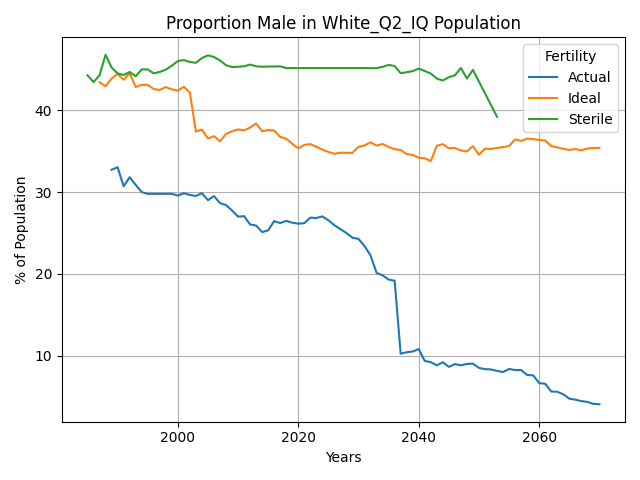 Proportion Male in White_Q2_IQ Population
% of Population
40
30
20
10
Fertility
Actual
Ideal
Sterile
2000
2020
2040
2060
Years